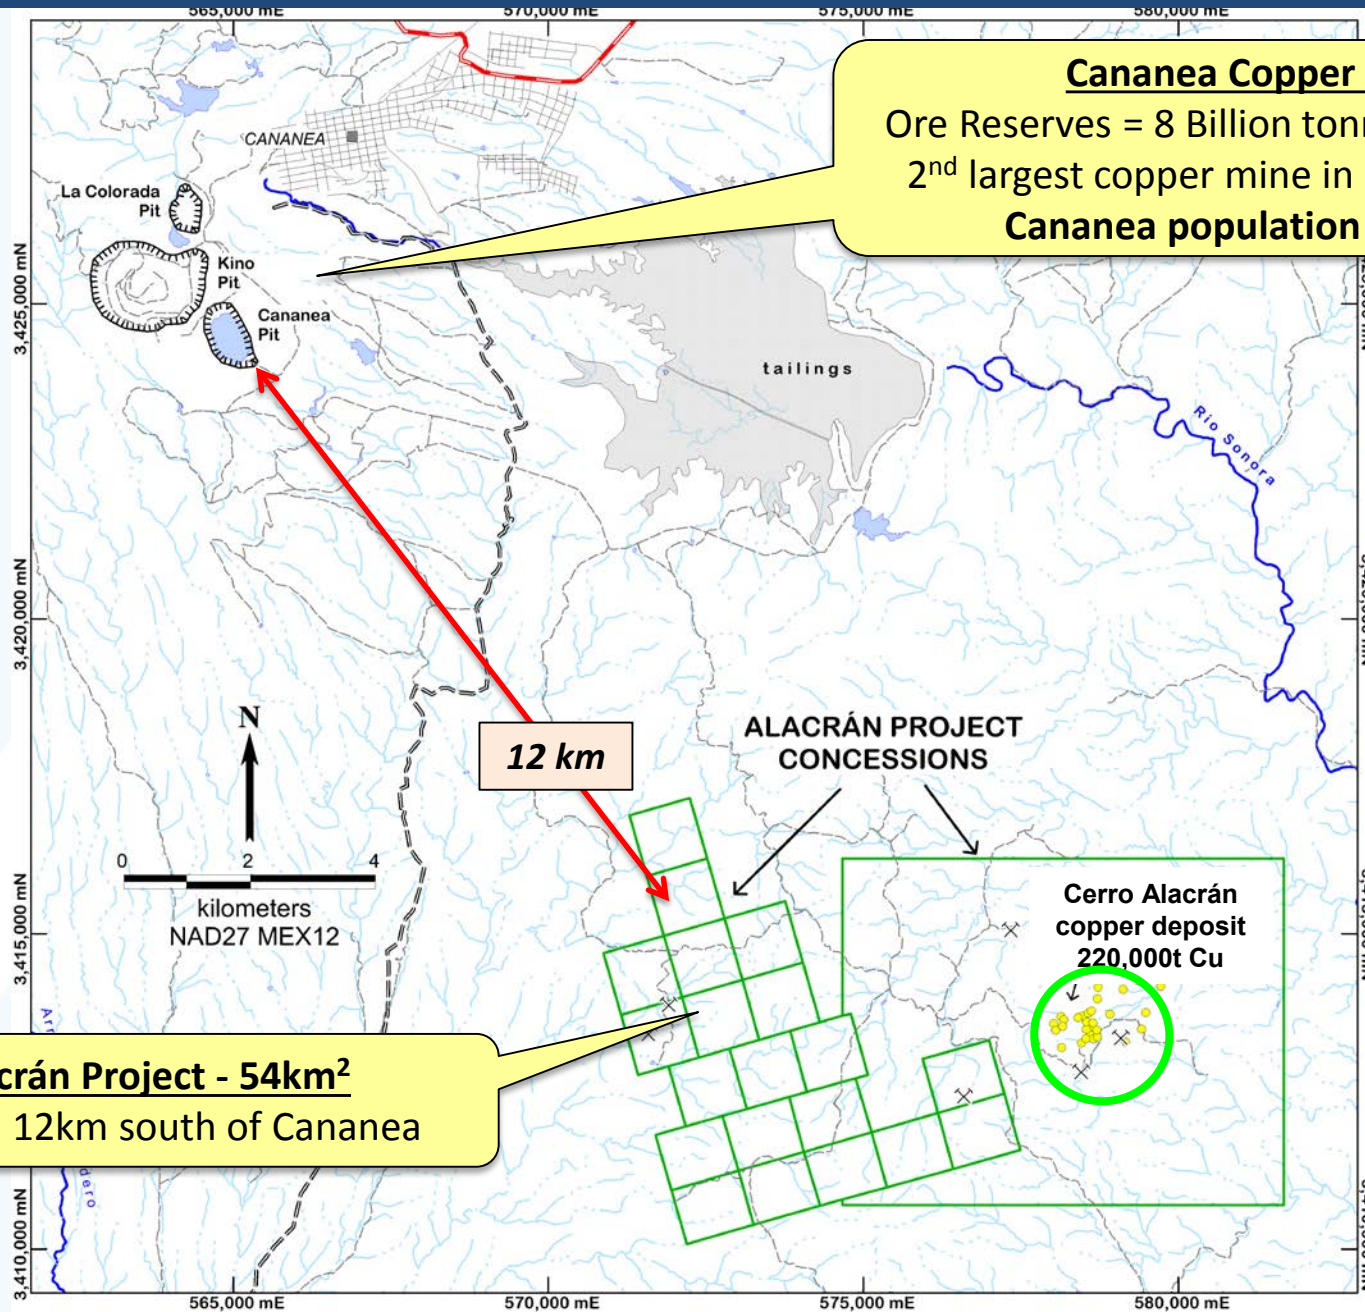 565,000 mE
570,000 mE
575,000 mE
580,000 mE
Cananea Copper
Ore Reserves = 8 Billion tonn
2nd largest copper mine in
Cananea population
CANANEA
La Colorada
Pit
Kino
Pit
Cananea
Pit
tailings
Rio Sonora
3,425,000 mN
3,420,000 mN
3,415,000 mN
3,410,000 mN
N
12 km
ALACRÁN PROJECT
CONCESSIONS
0 2 4
kilometers
NAD27 MEX12
Cerro Alacrán
copper deposit
220,000t Cu
crán Project - 54km²
12km south of Cananea
Arr
dero
565,000 mE
570,000 mE
575,000 mE
580,000 mE